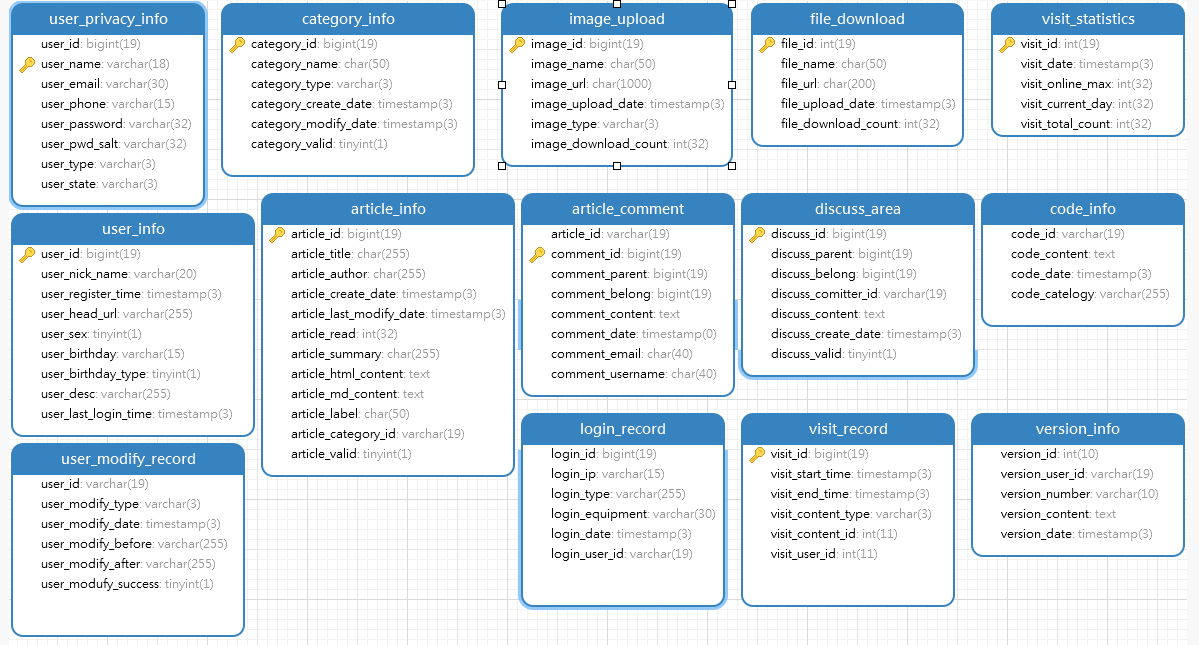 user_privacy_info
user_id: bigint(19)
user_name: varchar(18)
user_email: varchar(30)
user_phone: varchar(15)
user_password: varchar(32)
user_pwd_salt: varchar(32)
user_type: varchar(3)
user_state: varchar(3)
category_info
category_id: bigint(19)
category_name: char(50)
category_type: varchar(3)
category_create_date: timestamp(3)
category_modify_date: timestamp(3)
category_valid: tinyint(1)
image_upload
image_id: bigint(19)
image_name: char(50)
image_url: char(1000)
image_upload_date: timestamp(3)
image_type: varchar(3)
image_download_count: int(32)
file_download
file_id: int(19)
file_name: char(50)
file_url: char(200)
file_upload_date: timestamp(3)
file_download_count: int(32)
visit_statistics
visit_id: int(19)
visit_date: timestamp(3)
visit_online_max: int(32)
visit_current_day: int(32)
visit_total_count: int(32)
user_info
user_id: bigint(19)
user_nick_name: varchar(20)
user_register_time: timestamp(3)
user_head_url: varchar(255)
user_sex: tinyint(1)
user_birthday: varchar(15)
user_birthday_type: tinyint(1)
user_desc: varchar(255)
user_last_login_time: timestamp(3)
article_info
article_id: bigint(19)
article_title: char(255)
article_author: char(255)
article_create_date: timestamp(3)
article_last_modify_date: timestamp(3)
article_read: int(32)
article_summary: char(255)
article_html_content: text
article_md_content: text
article_label: char(50)
article_category_id: varchar(19)
article_valid: tinyint(1)
article_comment
article_id: varchar(19)
comment_id: bigint(19)
comment_parent: bigint(19)
comment_belong: bigint(19)
comment_content: text
comment_date: timestamp(0)
comment_email: char(40)
comment_username: char(40)
discuss_area
discuss_id: bigint(19)
discuss_parent: bigint(19)
discuss_belong: bigint(19)
discuss_comitter_id: varchar(19)
discuss_content: text
discuss_create_date: timestamp(3)
discuss_valid: tinyint(1)
code_info
code_id: varchar(19)
code_content: text
code_date: timestamp(3)
code_catelogy: varchar(255)
user_modify_record
user_id: varchar(19)
user_modify_type: varchar(3)
user_modify_date: timestamp(3)
user_modify_before: varchar(255)
user_modify_after: varchar(255)
user_modufy_success: tinyint(1)
login_record
login_id: bigint(19)
login_ip: varchar(15)
login_type: varchar(255)
login_equipment: varchar(30)
login_date: timestamp(3)
login_user_id: varchar(19)
visit_record
visit_id: bigint(19)
visit_start_time: timestamp(3)
visit_end_time: timestamp(3)
visit_content_type: varchar(3)
visit_content_id: int(11)
visit_user_id: int(11)
version_info
version_id: int(10)
version_user_id: varchar(19)
version_number: varchar(10)
version_content: text
version_date: timestamp(3)